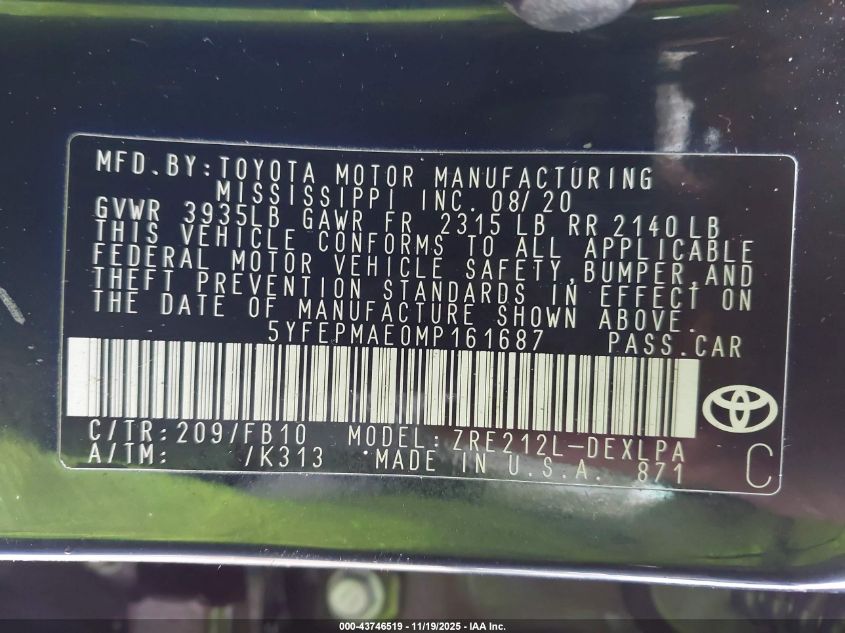 MFD.BY:TOYOTA MOTOR MANUFACTURING
MISSISSIPPI INC. 08/20
GVWR 3935LB GAWR FR 2315 LB RR 2140 LB
THIS VEHICLE CONFORMS TO ALL APPLICABLE
FEDERAL MOTOR VEHICLE SAFETY,BUMPER,AND
THEFT PREVENTION STANDARDS IN EFFECT ON
THE DATE OF MANUFACTURE SHOWN ABOVE.
5YFEPMAE0MP161687 PASS.CAR
C/TR:209/FB10 MODEL:ZRE212L-DEXLPA
A/TM: /K313 MADE IN U.S.A. 871
C
000-43746519 - 11/19/2025 - IAA Inc.